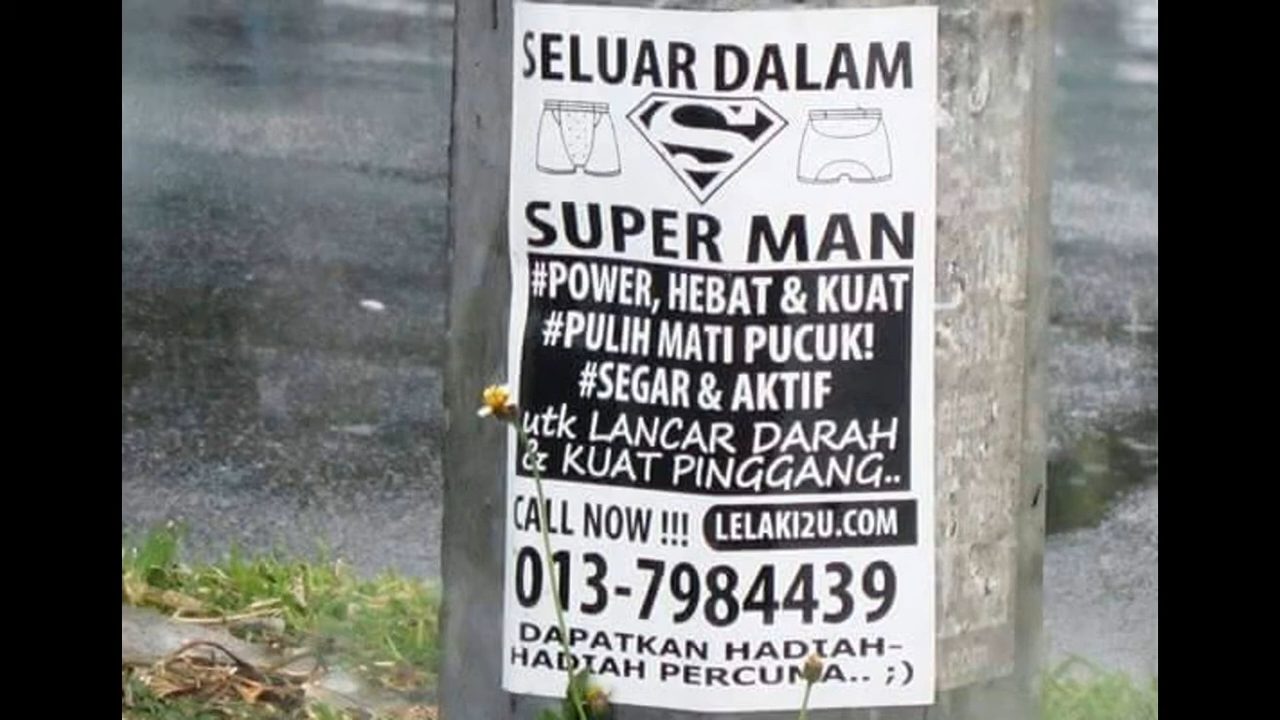 SELUAR DALAM
S
SUPER MAN
#POWER, HEBAT & KUAT
#PULIH MATI PUCUK!
#SEGAR & AKTIF
utk LANCAR DARAH
& KUAT PINGGANG..
CALL NOW !!! LELAKI2U.COM
013-7984439
DAPATKAN HADIAH-
HADIAH PERCUMA.. ;)